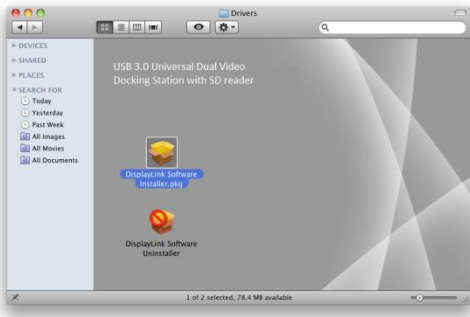 Drivers
DEVICES
SHARED
PLACES
SEARCH FOR
Today
Yesterday
Past Week
All Images
All Movies
All Documents
USB 3.0 Universal Dual Video
Docking Station with SD reader
DisplayLink Software
Installer.pkg
DisplayLink Software
Uninstaller
1 of 2 selected, 78.4 MB available